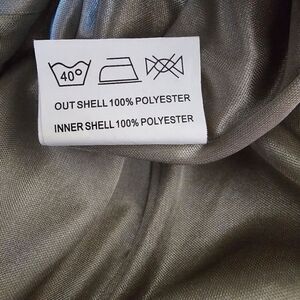 40°
OUT SHELL 100% POLYESTER
INNER SHELL 100% POLYESTER